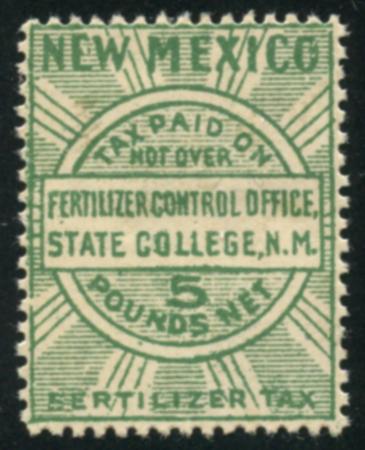 NEW MEXICO
TAX PAID ON
NOT OVER
FERTILIZER CONTROL OFFICE,
STATE COLLEGE, N.M.
5
POUNDS NET
FERTILIZER TAX